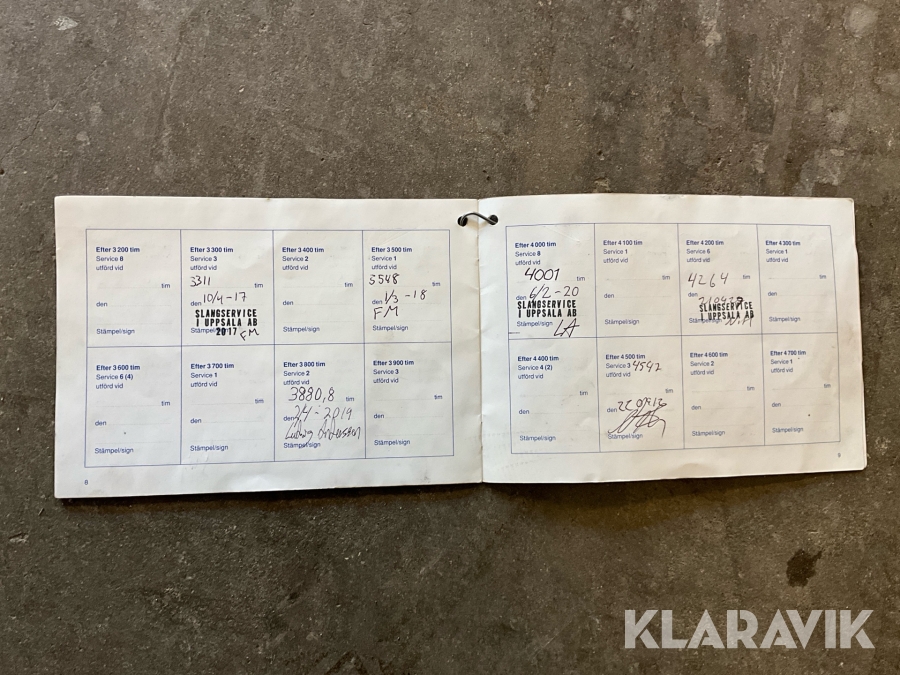 Efter 3 200 tim
Service 8
utförd vid
tim
den
Stämpel/sign
Efter 3 300 tim
Service 3
utförd vid
3311
tim
den 10/4-17
SLANGSERVICE
I UPPSALA AB
2017
Stämpel/sign FM
Efter 3 400 tim
Service 2
utförd vid
tim
den
Stämpel/sign
Efter 3 500 tim
Service 1
utförd vid
5548
tim
den 1/3-18
FM
Stämpel/sign
Efter 3 600 tim
Service 6 (4)
utförd vid
tim
den
Stämpel/sign
Efter 3 700 tim
Service 1
utförd vid
tim
den
Stämpel/sign
Efter 3 800 tim
Service 2
utförd vid
3880,8
tim
den 2/4-2019
Ludvig Andersson
Stämpel/sign
Efter 3 900 tim
Service 3
utförd vid
tim
den
Stämpel/sign
8
Efter 4 000 tim
Service 8
utförd vid
4001
tim
den 6/2-20
SLANGSERVICE
I UPPSALA AB
Stämpel/sign LA
Efter 4 100 tim
Service 1
utförd vid
tim
den
Stämpel/sign
Efter 4 200 tim
Service 6
utförd vid
4264
tim
den
SLANGSERVICE
I UPPSALA AB
Stämpel/sign
Efter 4 300 tim
Service 1
utförd vid
tim
den
Stämpel/sign
Efter 4 400 tim
Service 4 (2)
utförd vid
tim
den
Stämpel/sign
Efter 4 500 tim
Service 3 4542
utförd vid
tim
den
Stämpel/sign
Efter 4 600 tim
Service 2
utförd vid
tim
den
Stämpel/sign
Efter 4 700 tim
Service 1
utförd vid
tim
den
Stämpel/sign
9
KLARAVIK